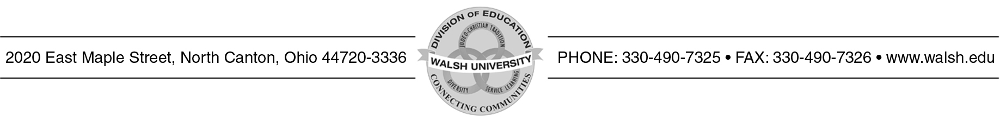 2020 East Maple Street, North Canton, Ohio 44720-3336
DIVISION OF EDUCATION
JUDEO-CHRISTIAN TRADITION
WALSH UNIVERSITY
DIVERSITY
SERVICE LEARNING
CONNECTING COMMUNITIES
PHONE: 330-490-7325 • FAX: 330-490-7326 • www.walsh.edu